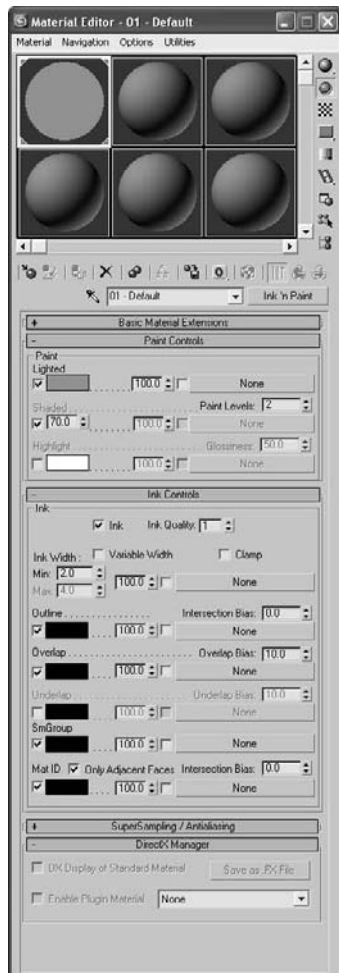 Material Editor - 01 - Default
Material Navigation Options Utilities
01 - Default Ink 'n Paint
+ Basic Material Extensions
- Paint Controls
Paint
Lighted
100.0 None
Shaded Paint Levels: 2
70.0 100.0 None
Highlight Glossiness: 50.0
100.0 None
- Ink Controls
Ink
Ink Ink Quality: 1
Ink Width : Variable Width Clamp
Min: 2.0
100.0 None
Max: 4.0
Outline Intersection Bias: 0.0
100.0 None
Overlap Overlap Bias: 10.0
100.0 None
Underlap Underlap Bias: 10.0
100.0 None
SmGroup
100.0 None
Mat ID Only Adjacent Faces Intersection Bias: 0.0
100.0 None
+ SuperSampling / Antialiasing
- DirectX Manager
DX Display of Standard Material Save as .FX File
Enable Plugin Material None